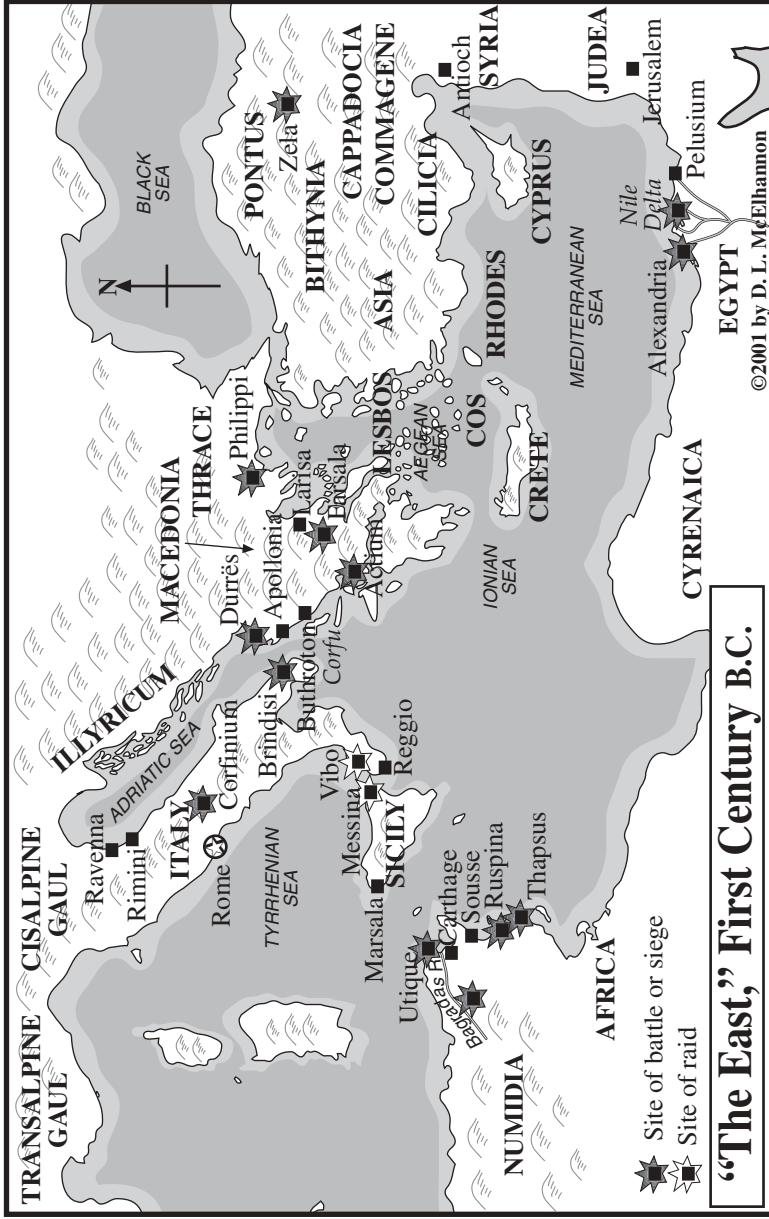 TRANSALPINE
GAUL
CISALPINE
GAUL
ILLYRICUM
MACEDONIA
THRACE
BLACK
SEA
N
PONTUS
Zela
BITHYNIA
CAPPADOCIA
COMMAGENE
CILICIA
ASIA
Antioch
SYRIA
JUDEA
Jerusalem
Pelusium
Nile
Delta
Alexandria
EGYPT
CYPRUS
RHODES
MEDITERRANEAN
SEA
LESBOS
AEGEAN
SEA
COS
CRETE
Philippi
Larisa
Farsala
Actium
Durrës
Apollonia
Buthroton
Corfu
Brindisi
ADRIATIC SEA
Ravenna
Rimini
ITALY
Corfinium
Rome
TYRRHENIAN
SEA
Vibo
Reggio
Messina
SICILY
Marsala
IONIAN
SEA
Utique
Carthage
Sousse
Ruspina
Thapsus
Bagradas R
NUMIDIA
AFRICA
CYRENAICA
Site of battle or siege
Site of raid
“The East,” First Century B.C.
©2001 by D. L. McElhannon